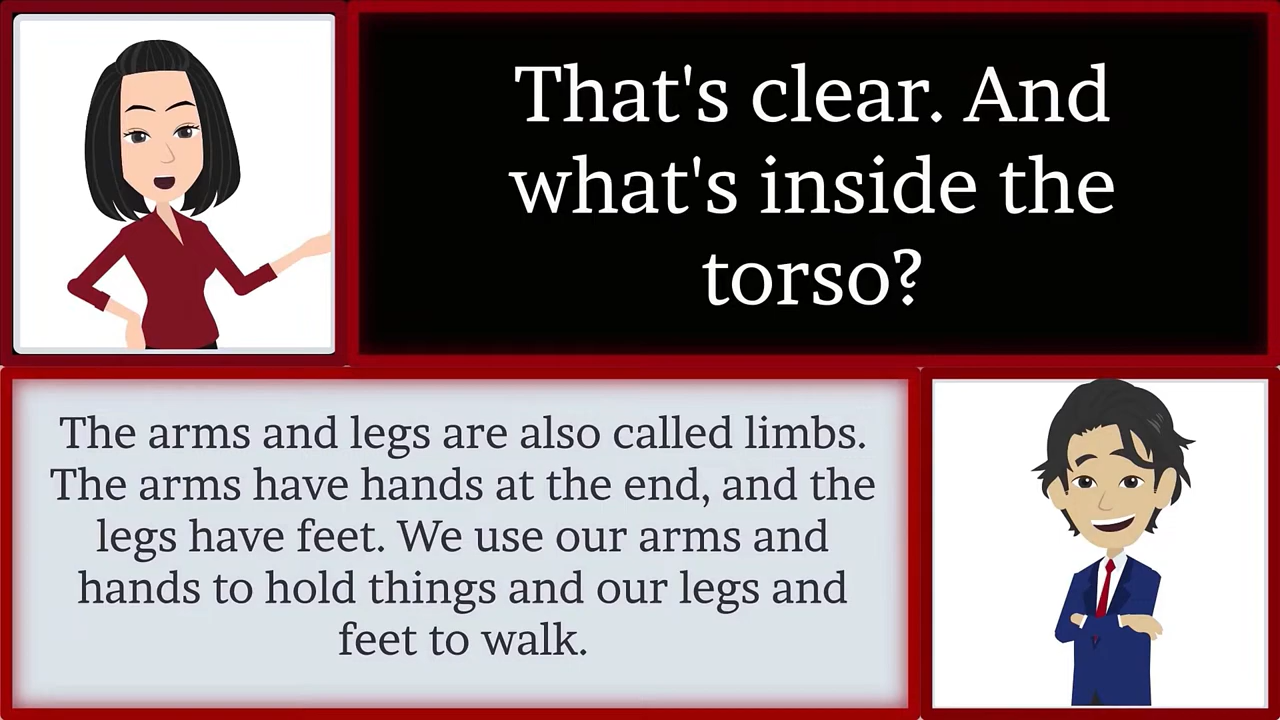 That's clear. And
what's inside the
torso?
The arms and legs are also called limbs.
The arms have hands at the end, and the
legs have feet. We use our arms and
hands to hold things and our legs and
feet to walk.